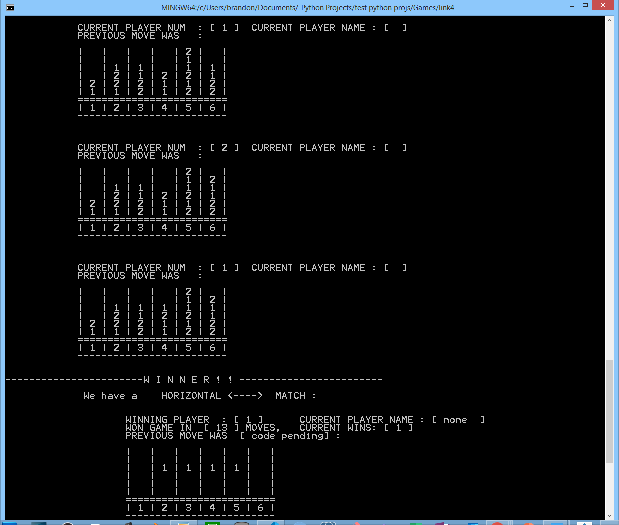 MINGW64:/c/Users/brandon/Documents/ Python Projects/test python projs/Games/link4
CURRENT PLAYER NUM  : [ 1 ]  CURRENT PLAYER NAME : [  ]
PREVIOUS MOVE WAS   :
|   |   |   |   | 2 |   |
|   |   |   |   | 1 |   |
|   | 1 | 1 |   | 1 | 1 |
|   | 2 | 2 | 2 | 1 | 2 |
| 2 | 2 | 2 | 1 | 2 | 2 |
| 1 | 1 | 2 | 1 | 2 | 2 |
=========================
| 1 | 2 | 3 | 4 | 5 | 6 |
-------------------------
CURRENT PLAYER NUM  : [ 2 ]  CURRENT PLAYER NAME : [  ]
PREVIOUS MOVE WAS   :
|   |   |   |   | 2 |   |
|   |   |   |   | 1 | 2 |
|   | 1 | 1 |   | 1 | 1 |
|   | 2 | 2 | 2 | 1 | 2 |
| 2 | 2 | 2 | 1 | 2 | 2 |
| 1 | 1 | 2 | 1 | 2 | 2 |
=========================
| 1 | 2 | 3 | 4 | 5 | 6 |
-------------------------
CURRENT PLAYER NUM  : [ 1 ]  CURRENT PLAYER NAME : [  ]
PREVIOUS MOVE WAS   :
|   |   |   |   | 2 |   |
|   |   |   |   | 1 | 2 |
|   | 1 | 1 | 1 | 1 | 1 |
|   | 2 | 2 | 2 | 1 | 2 |
| 2 | 2 | 2 | 1 | 2 | 2 |
| 1 | 1 | 2 | 1 | 2 | 2 |
=========================
| 1 | 2 | 3 | 4 | 5 | 6 |
-------------------------
-----------------------W I N N E R ! ! ------------------------
We have a    HORIZONTAL <---->  MATCH :
WINNING PLAYER  : [ 1 ]      CURRENT PLAYER NAME : [ none  ]
WON GAME IN  [ 13 ] MOVES,   CURRENT WINS: [ 1 ]
PREVIOUS MOVE WAS  [ code pending] :
|   |   |   |   |   |   |
|   |   |   |   |   |   |
|   | 1 | 1 | 1 | 1 |   |
|   |   |   |   |   |   |
|   |   |   |   |   |   |
|   |   |   |   |   |   |
=========================
| 1 | 2 | 3 | 4 | 5 | 6 |
-------------------------